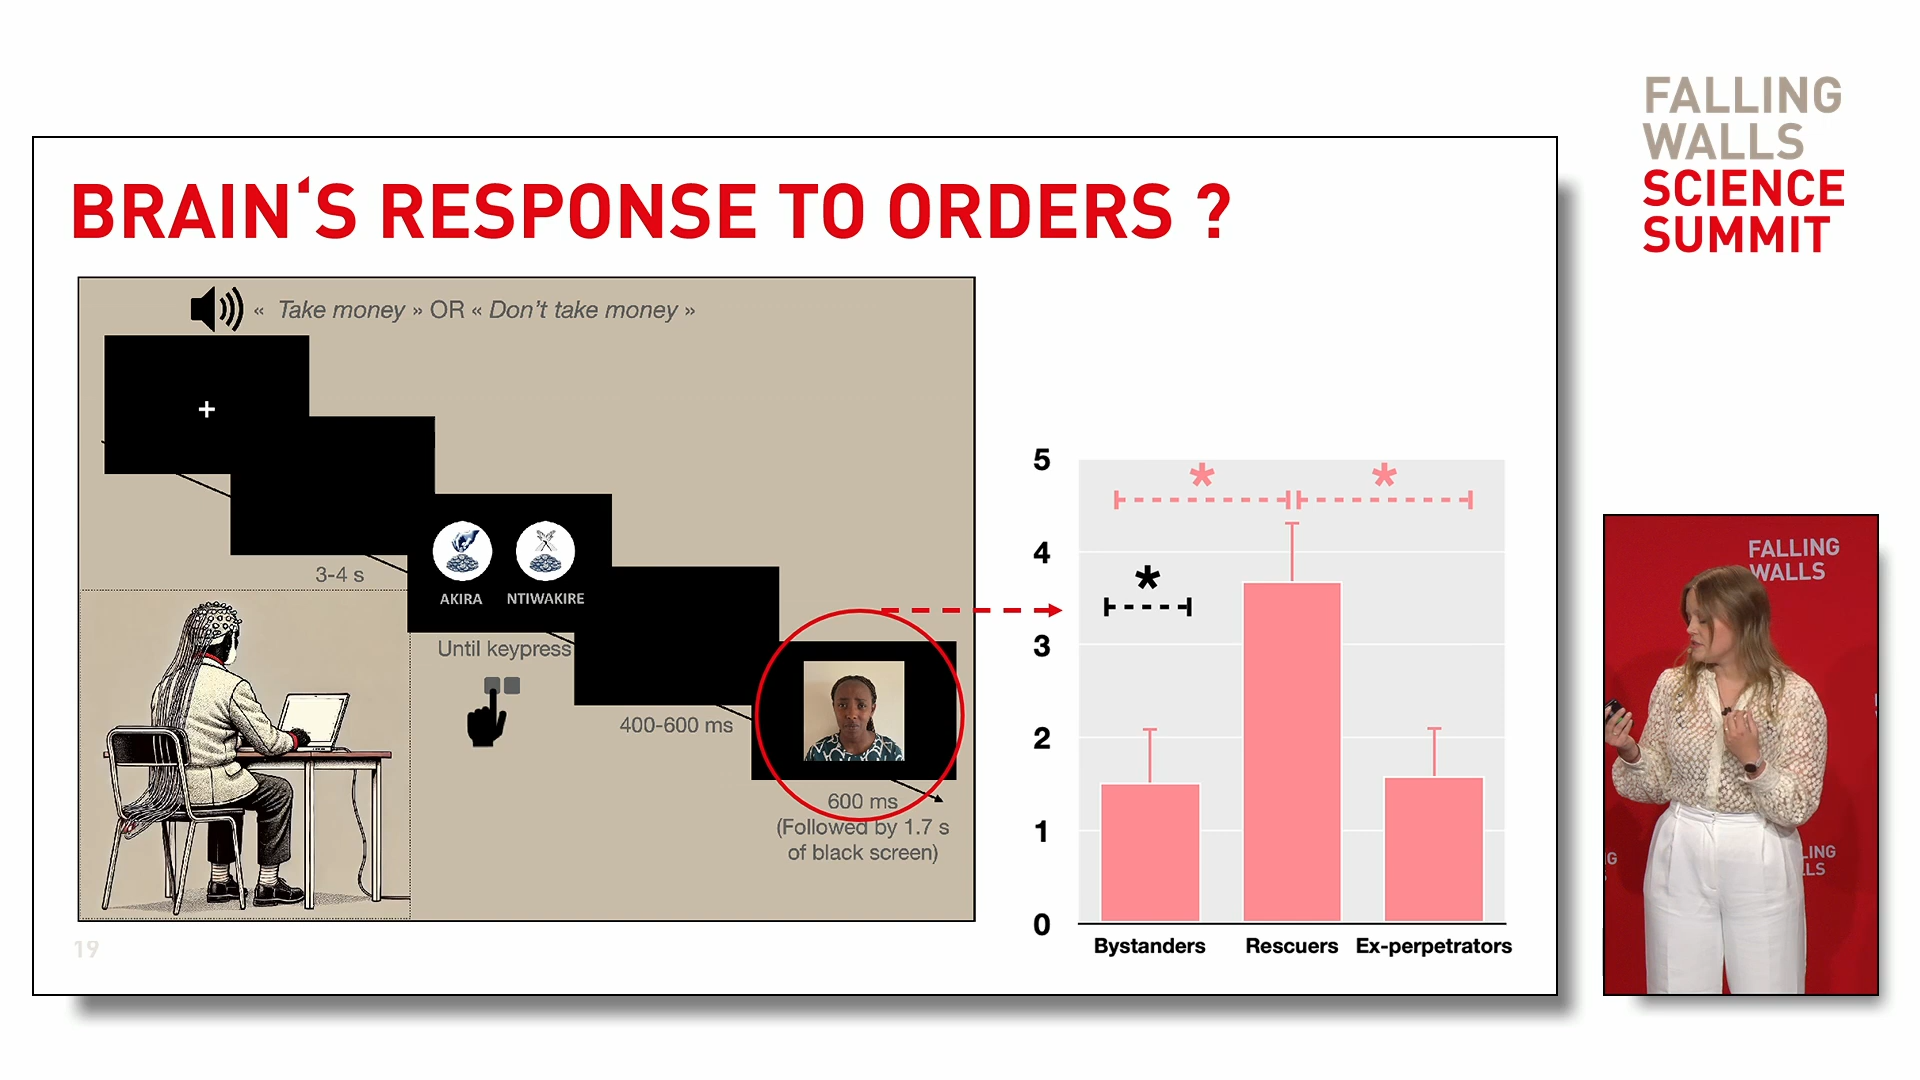 FALLING
WALLS
SCIENCE
SUMMIT
BRAIN‘S RESPONSE TO ORDERS ?
« Take money » OR « Don’t take money »
+
3-4 s
AKIRA NTIWAKIRE
Until keypress
400-600 ms
600 ms
(Followed by 1.7 s
of black screen)
19
5
4
3
2
1
0
*
*
*
Bystanders Rescuers Ex-perpetrators
FALLING
WALLS
LING
LLS